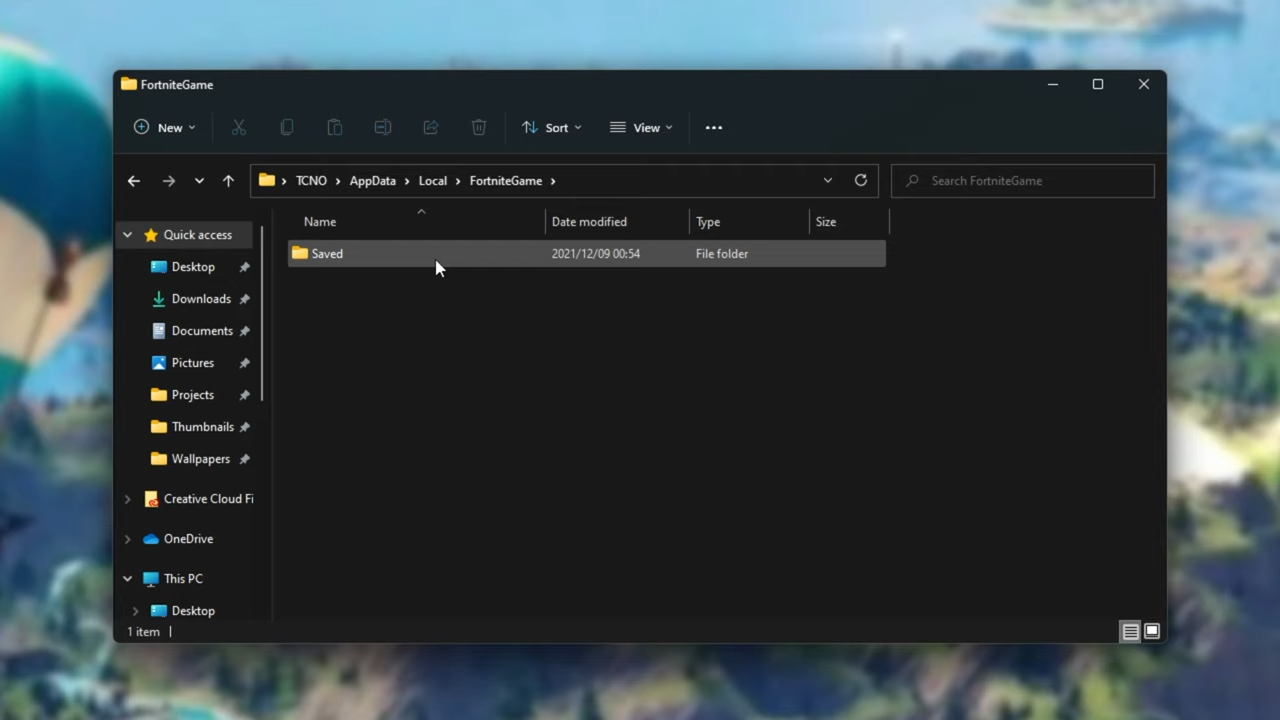 FortniteGame
New
Sort
View
TCNO
AppData
Local
FortniteGame
Search FortniteGame
Name
Date modified
Type
Size
Saved
2021/12/09 00:54
File folder
Quick access
Desktop
Downloads
Documents
Pictures
Projects
Thumbnails
Wallpapers
Creative Cloud Fi
OneDrive
This PC
Desktop
1 item